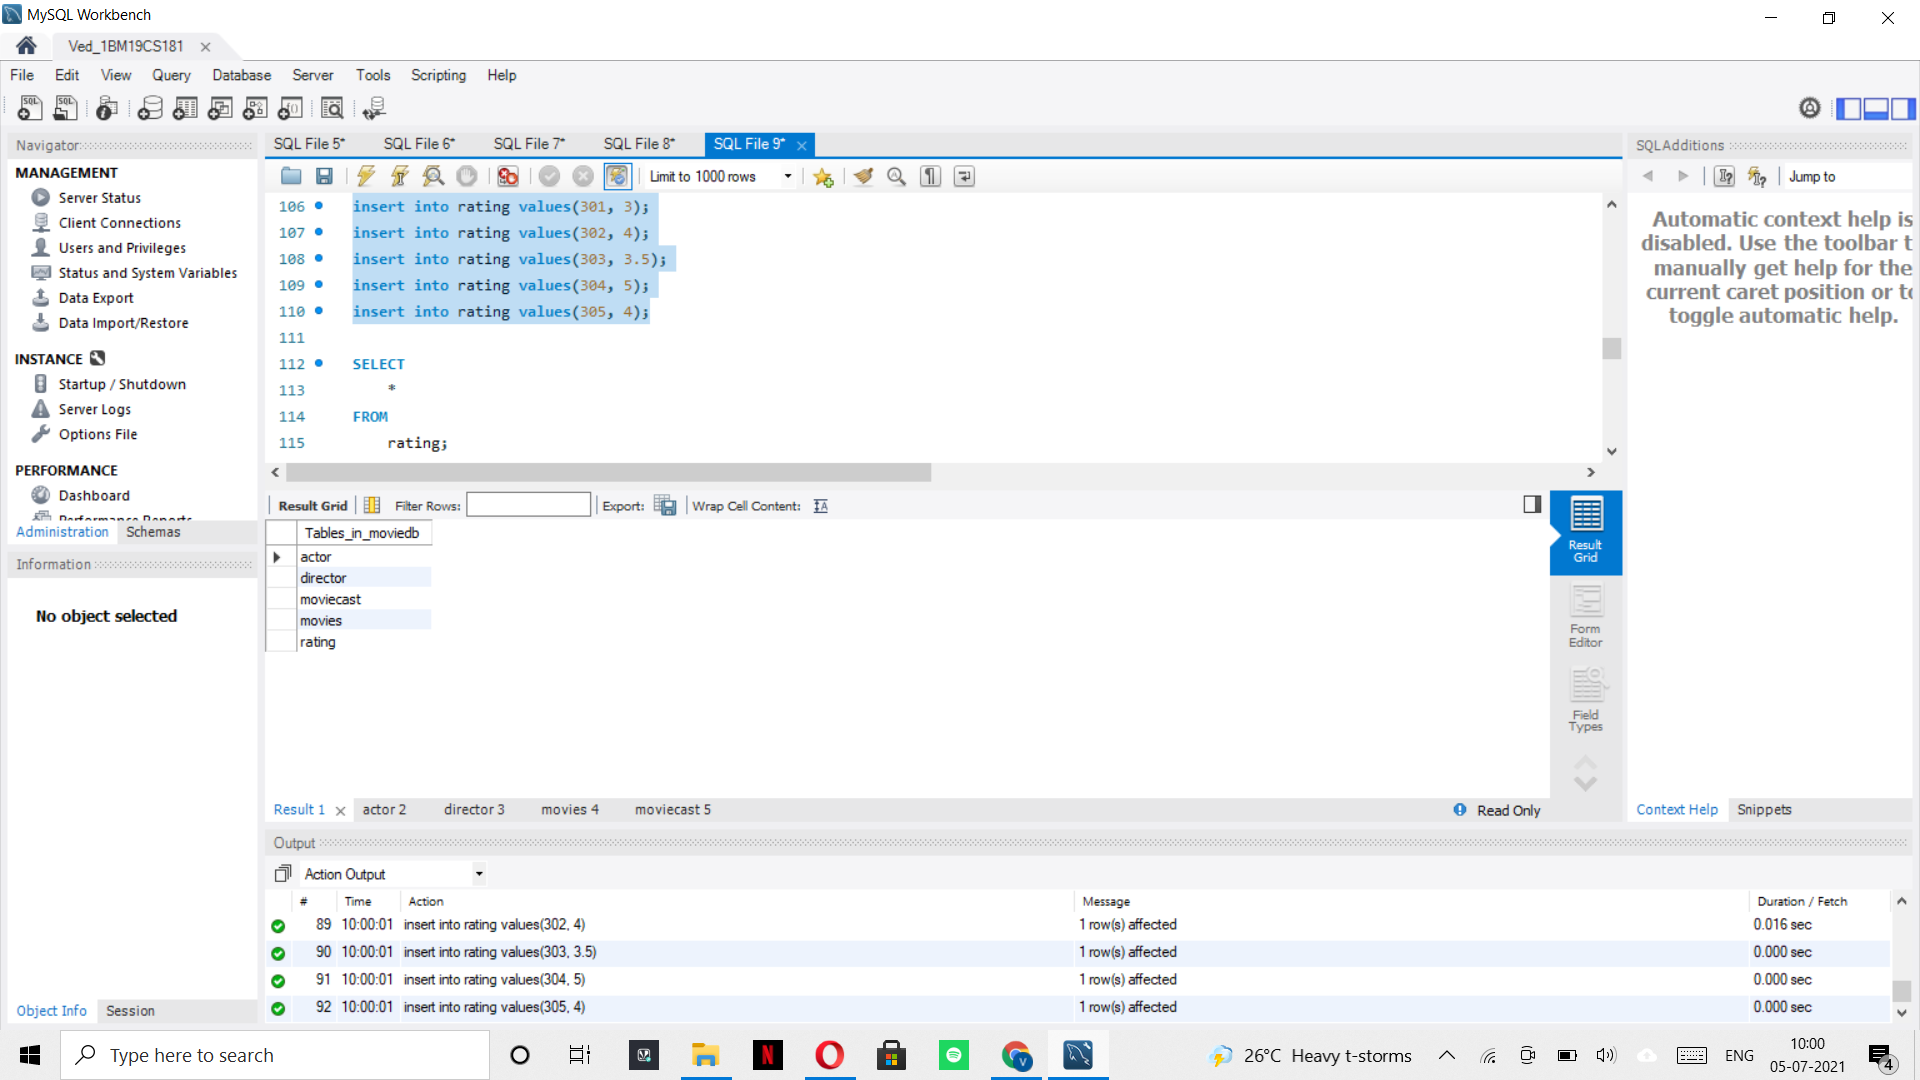 MySQL Workbench
Ved_1BM19CS181
File Edit View Query Database Server Tools Scripting Help
Navigator
MANAGEMENT
Server Status
Client Connections
Users and Privileges
Status and System Variables
Data Export
Data Import/Restore
INSTANCE
Startup / Shutdown
Server Logs
Options File
PERFORMANCE
Dashboard
Performance Reports
Administration Schemas
Information
No object selected
Object Info Session
SQL File 5* SQL File 6* SQL File 7* SQL File 8* SQL File 9*
Limit to 1000 rows
106 insert into rating values(301, 3);
107 insert into rating values(302, 4);
108 insert into rating values(303, 3.5);
109 insert into rating values(304, 5);
110 insert into rating values(305, 4);
111
112 SELECT
113 *
114 FROM
115 rating;
Result Grid Filter Rows: Export: Wrap Cell Content:
Tables_in_moviedb
actor
director
moviecast
movies
rating
Result Grid
Form Editor
Field Types
Result 1 actor 2 director 3 movies 4 moviecast 5 Read Only
SQLAdditions
Jump to
Automatic context help is
disabled. Use the toolbar t
manually get help for the
current caret position or to
toggle automatic help.
Context Help Snippets
Output
Action Output
# Time Action Message Duration / Fetch
89 10:00:01 insert into rating values(302, 4) 1 row(s) affected 0.016 sec
90 10:00:01 insert into rating values(303, 3.5) 1 row(s) affected 0.000 sec
91 10:00:01 insert into rating values(304, 5) 1 row(s) affected 0.000 sec
92 10:00:01 insert into rating values(305, 4) 1 row(s) affected 0.000 sec
Type here to search
26°C Heavy t-storms
ENG
10:00
05-07-2021
4